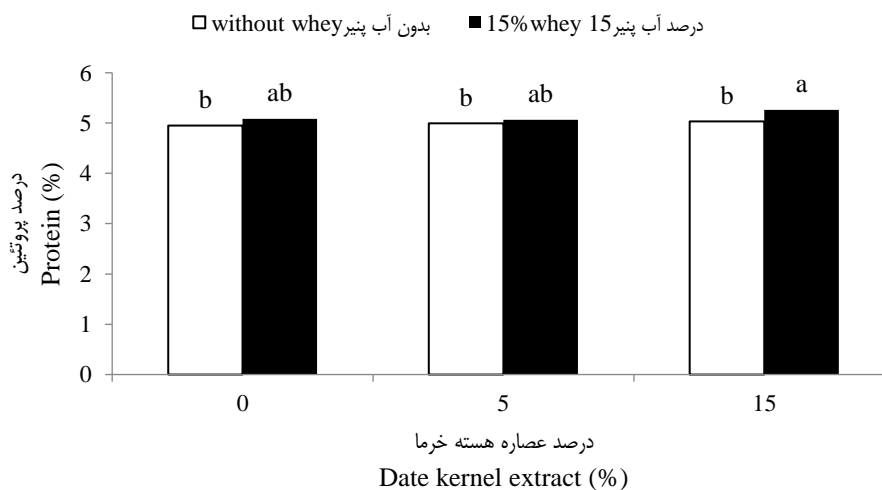 بدون آب پنیر without whey
15%whey 15 درصد آب پنیر
6
b ab b ab b a
5
4
3
2
1
0
0 5 15
درصد پروتئین
Protein (%)
درصد عصاره هسته خرما
Date kernel extract (%)